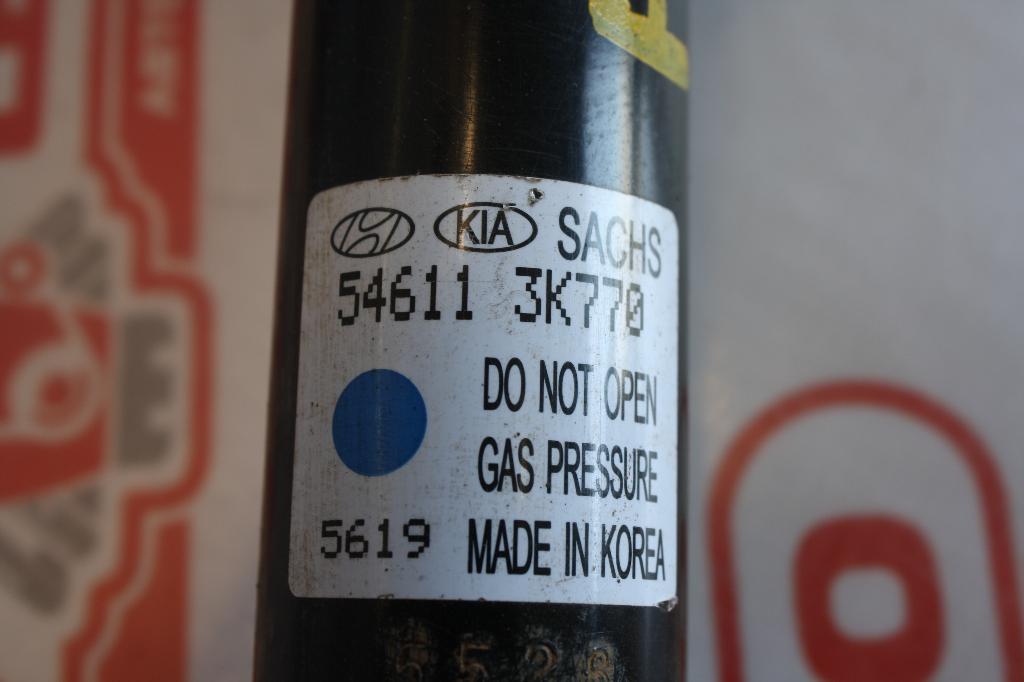 KIA SACHS
54611 3K770
DO NOT OPEN
GAS PRESSURE
5619 MADE IN KOREA